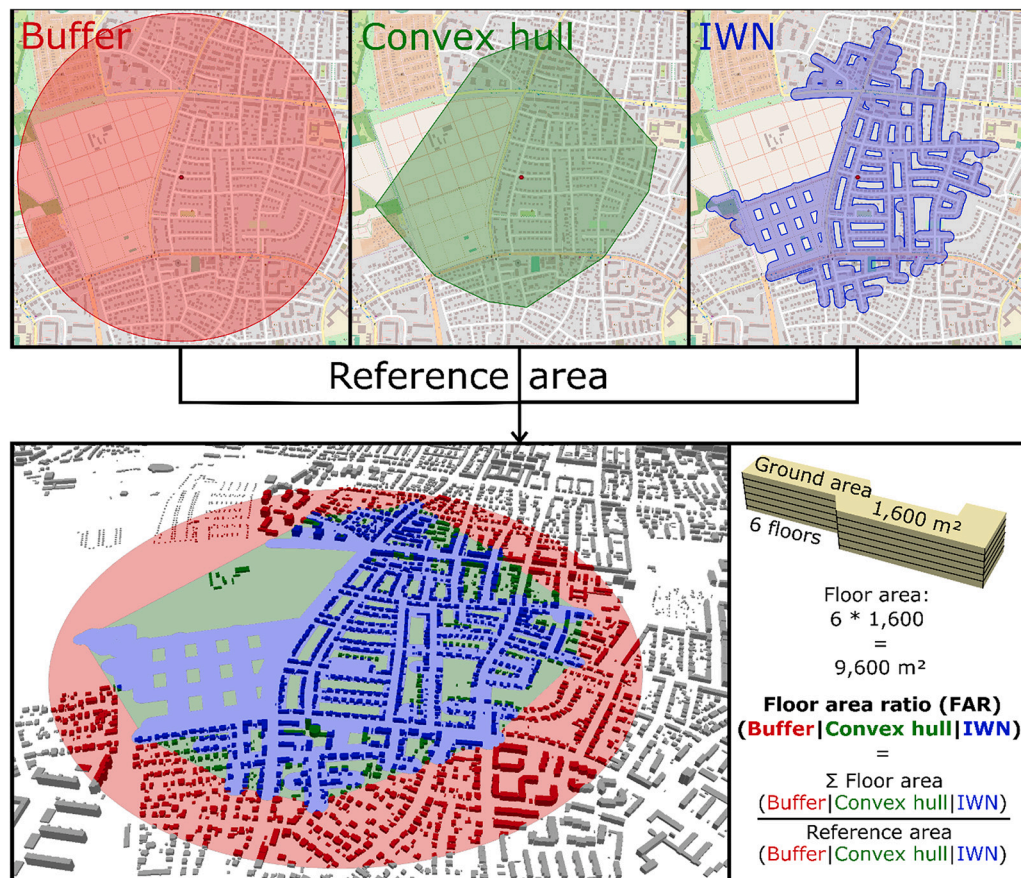 Buffer
Convex hull
IWN
Reference area
Ground area
1,600 m²
6 floors
Floor area:
6 * 1,600
=
9,600 m²
Floor area ratio (FAR)
(Buffer|Convex hull|IWN)
=
Σ Floor area
(Buffer|Convex hull|IWN)
Reference area
(Buffer|Convex hull|IWN)